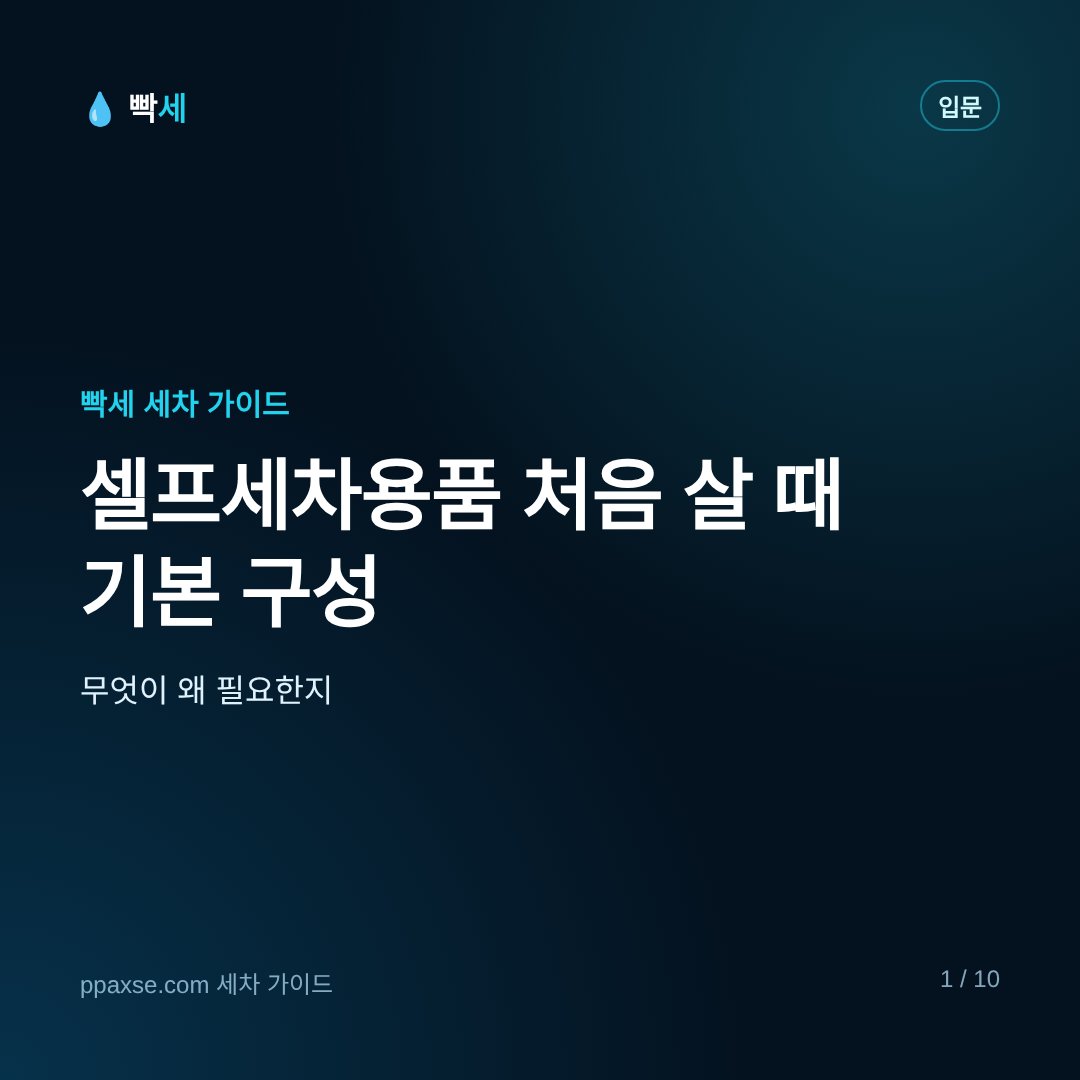 빡세
입문
빡세 세차 가이드
셀프세차용품 처음 살 때
기본 구성
무엇이 왜 필요한지
ppaxse.com 세차 가이드
1 / 10